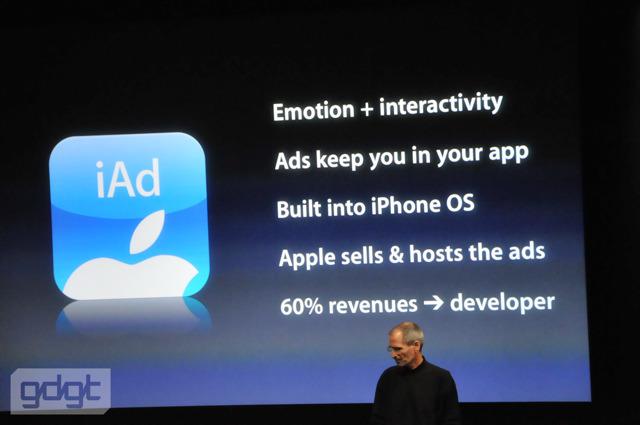 iAd
Emotion + interactivity
Ads keep you in your app
Built into iPhone OS
Apple sells & hosts the ads
60% revenues ➔ developer
gdgt